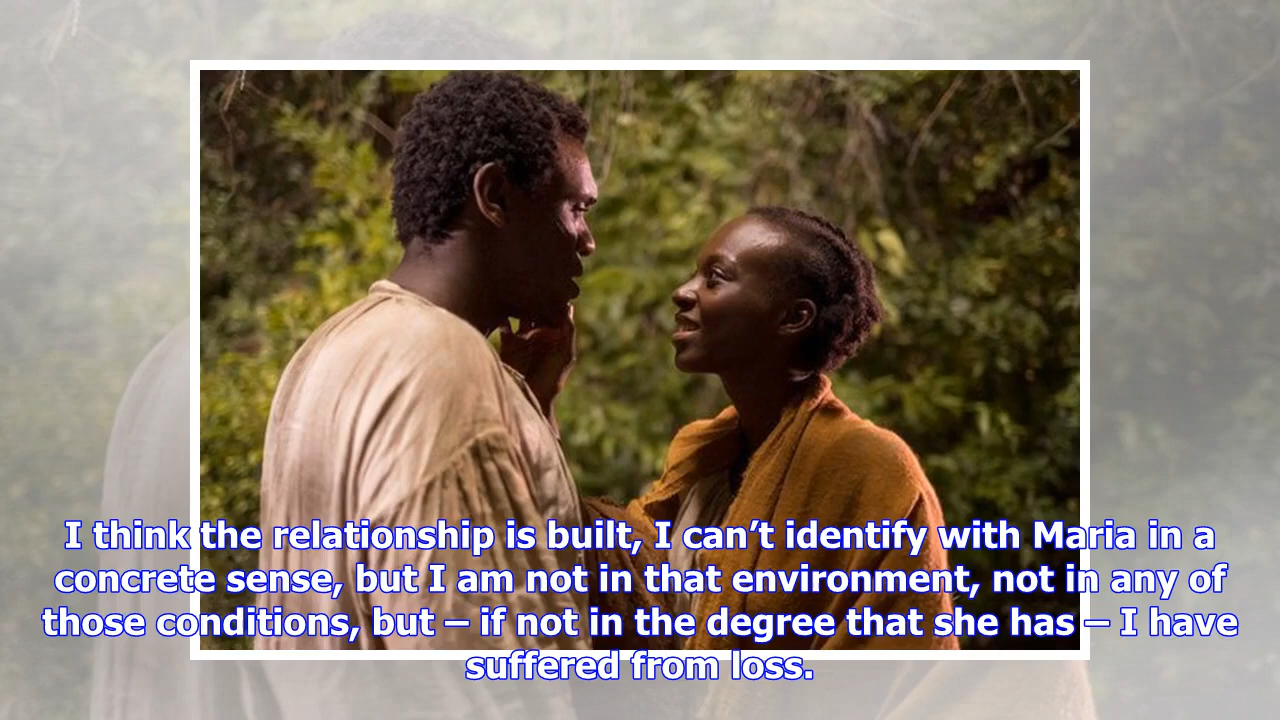 I think the relationship is built, I can’t identify with Maria in a
concrete sense, but I am not in that environment, not in any of
those conditions, but – if not in the degree that she has – I have
suffered from loss.